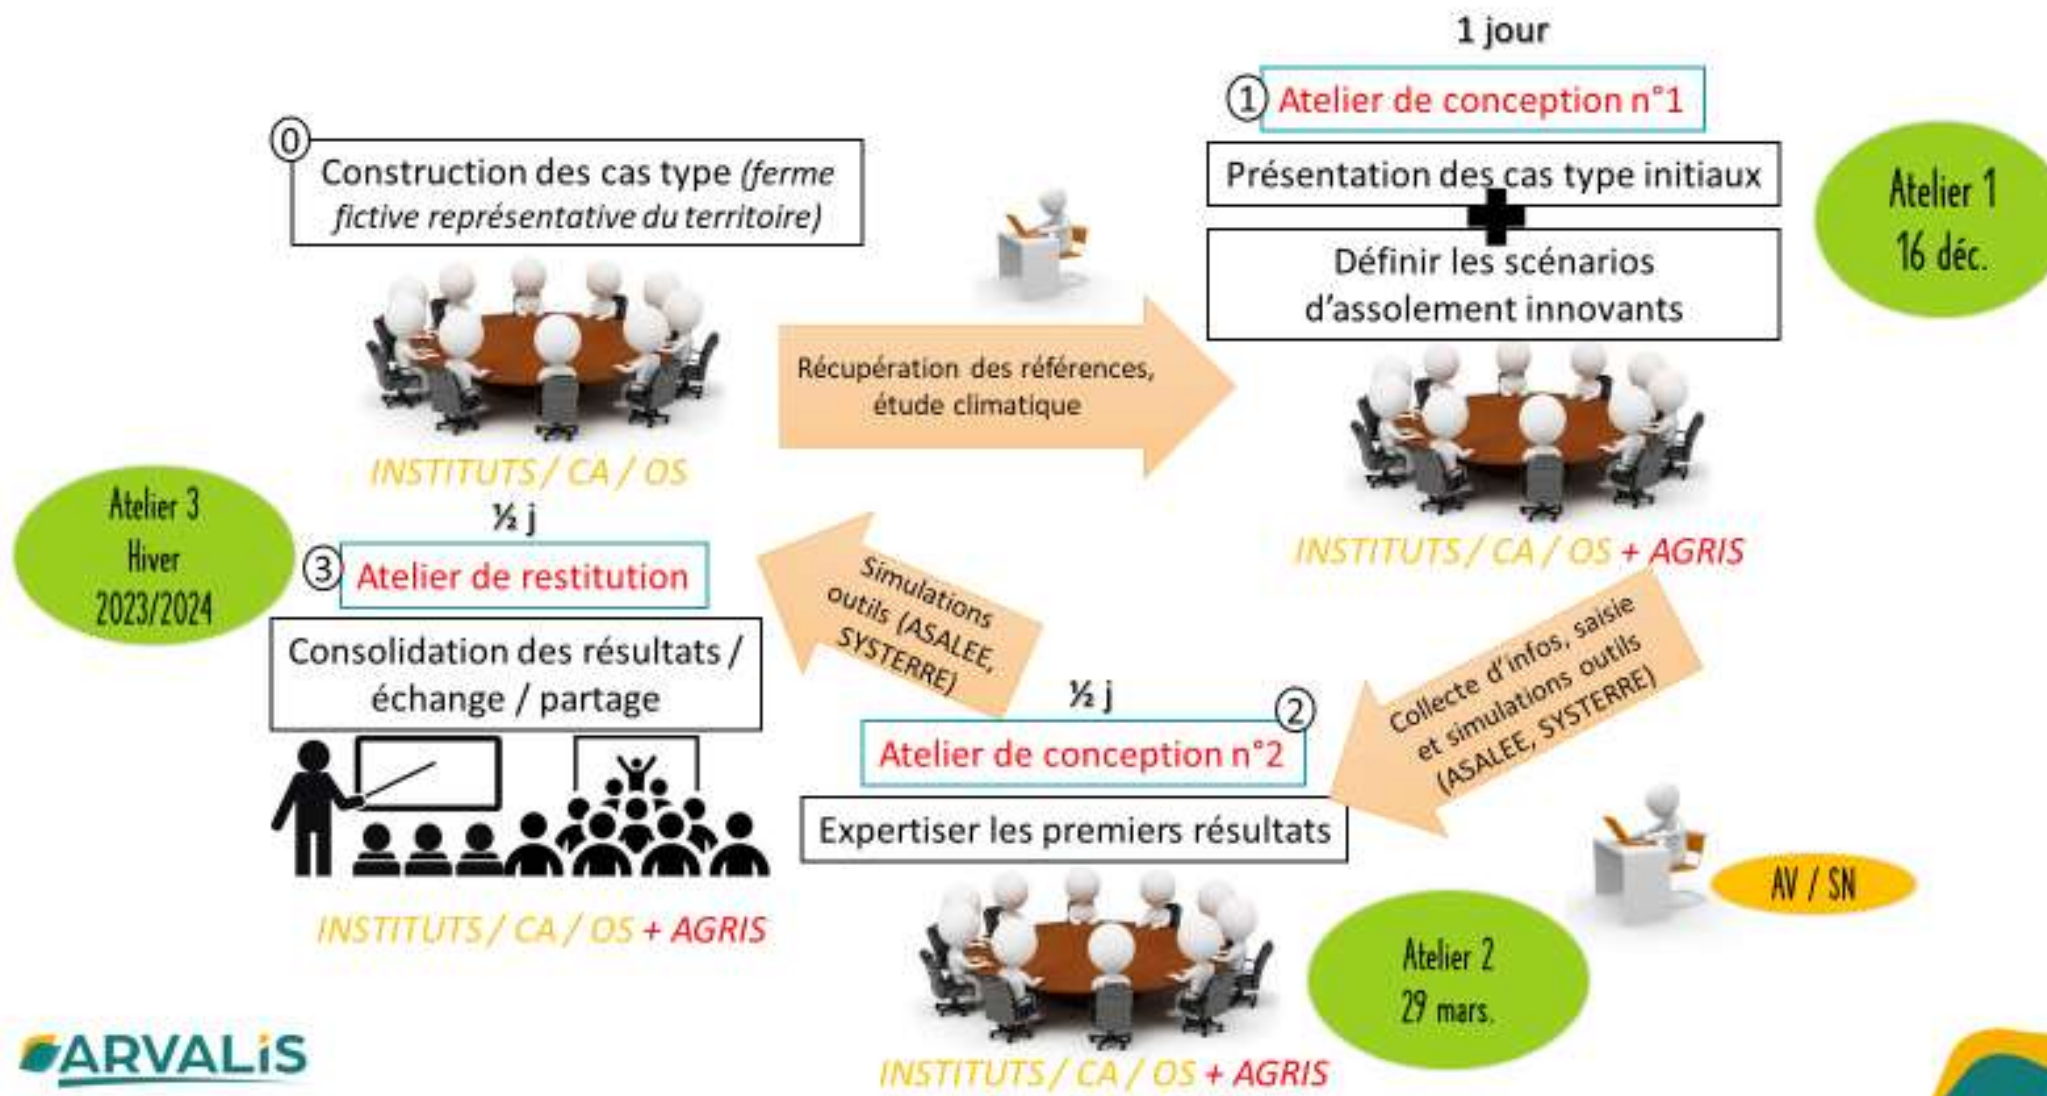 0
Construction des cas type (ferme
fictive représentative du territoire)
INSTITUTS / CA / OS
Récupération des références,
étude climatique
1 jour
1
Atelier de conception n°1
Présentation des cas type initiaux
Définir les scénarios
d'assolement innovants
INSTITUTS / CA / OS + AGRIS
Atelier 1
16 déc.
Collecte d'infos, saisie
et simulations outils
(ASALEE, SYSTERRE)
AV / SN
½ j
2
Atelier de conception n°2
Expertiser les premiers résultats
INSTITUTS / CA / OS + AGRIS
Atelier 2
29 mars.
Simulations
outils (ASALEE,
SYSTERRE)
½ j
3
Atelier de restitution
Consolidation des résultats /
échange / partage
INSTITUTS / CA / OS + AGRIS
Atelier 3
Hiver
2023/2024
ARVALiS